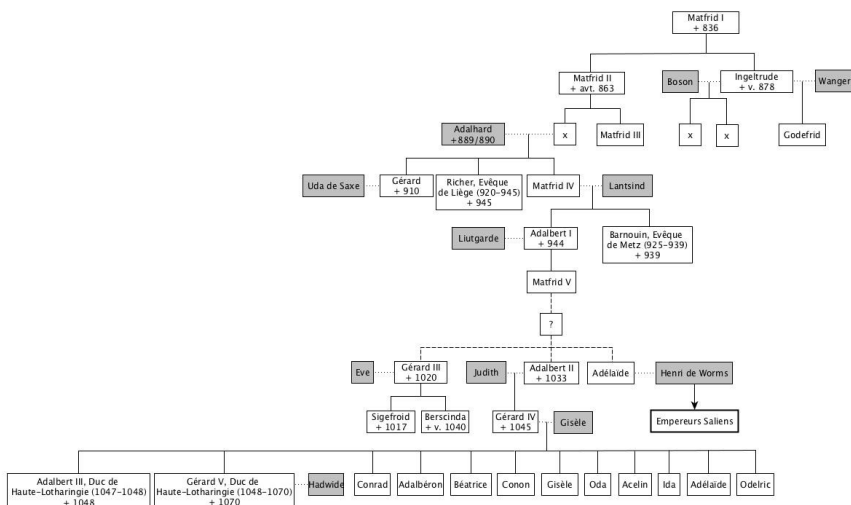 Matfrid I
+ 836
Matfrid II
+ avt. 863
Boson
Ingeltrude
+ v. 878
Wanger
Adalhard
+889/890
x
Matfrid III
x
x
Godefrid
Uda de Saxe
Gérard
+ 910
Richer, Evêque
de Liège (920-945)
+ 945
Matfrid IV
Lantsind
Liutgarde
Adalbert I
+ 944
Barnouin, Evêque
de Metz (925-939)
+ 939
Matfrid V
?
Eve
Gérard III
+ 1020
Judith
Adalbert II
+ 1033
Adélaïde
Henri de Worms
Sigefroid
+ 1017
Berscinda
+ v. 1040
Gérard IV
+ 1045
Gisèle
Empereurs Saliens
Adalbert III, Duc de
Haute-Lotharingie (1047-1048)
+ 1048
Gérard V, Duc de
Haute-Lotharingie (1048-1070)
+ 1070
Hadwide
Conrad
Adalbéron
Béatrice
Conon
Gisèle
Oda
Acelin
Ida
Adélaïde
Odelric